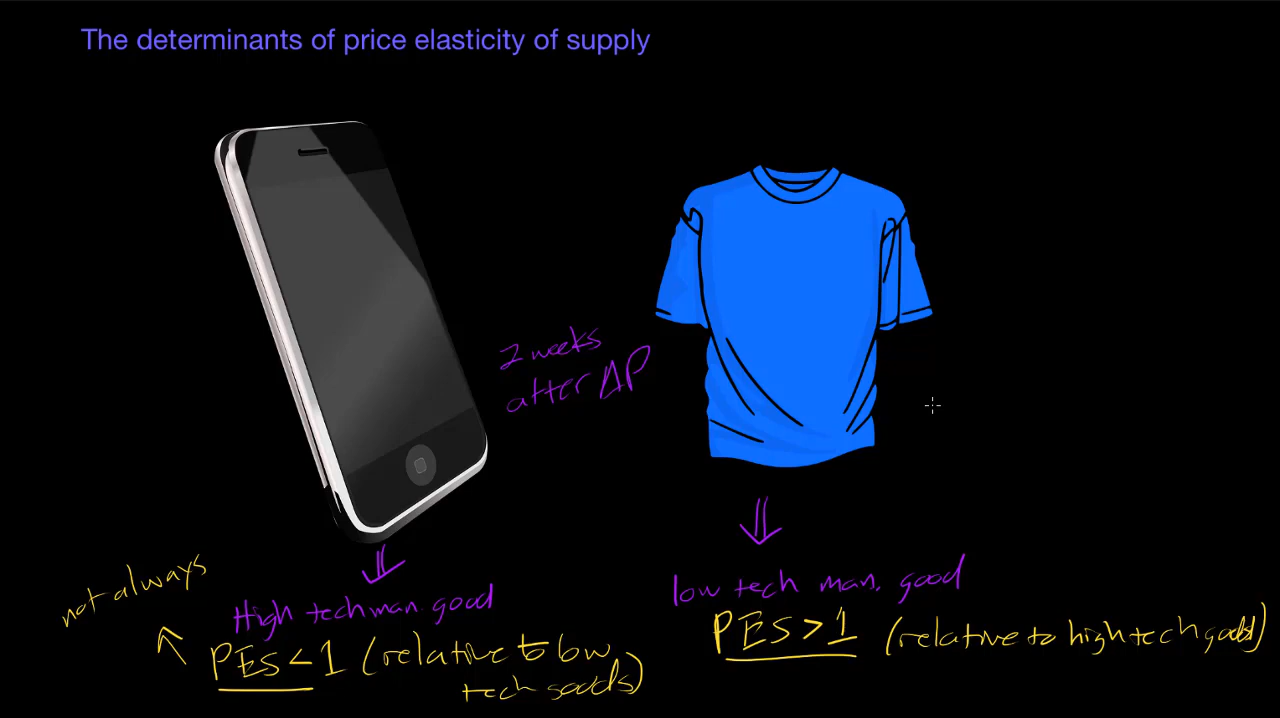 The determinants of price elasticity of supply
2 weeks
after ΔP
not always
High tech man. good
PES < 1 (relative to low
tech goods)
low tech man. good
PES > 1 (relative to high tech goods)